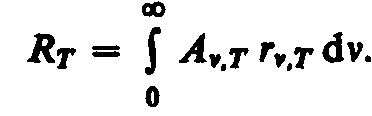 R_T = ∫_0^∞ A_{ν,T} r_{ν,T} dν.